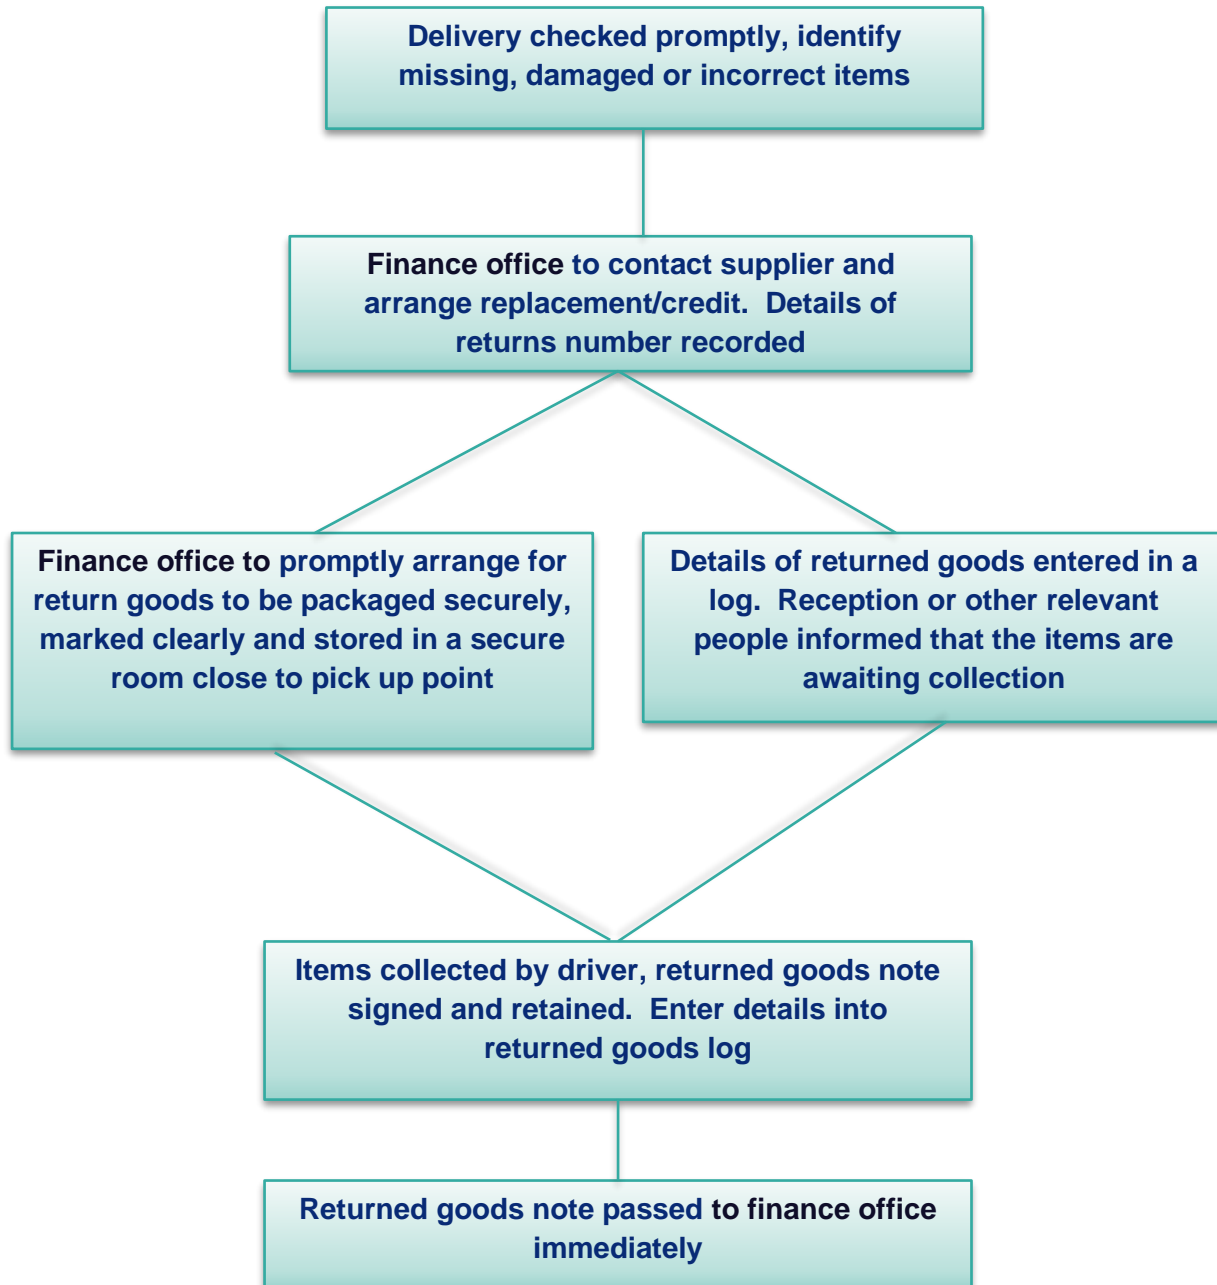 Delivery checked promptly, identify
missing, damaged or incorrect items
Finance office to contact supplier and
arrange replacement/credit.  Details of
returns number recorded
Finance office to promptly arrange for
return goods to be packaged securely,
marked clearly and stored in a secure
room close to pick up point
Details of returned goods entered in a
log.  Reception or other relevant
people informed that the items are
awaiting collection
Items collected by driver, returned goods note
signed and retained.  Enter details into
returned goods log
Returned goods note passed to finance office
immediately